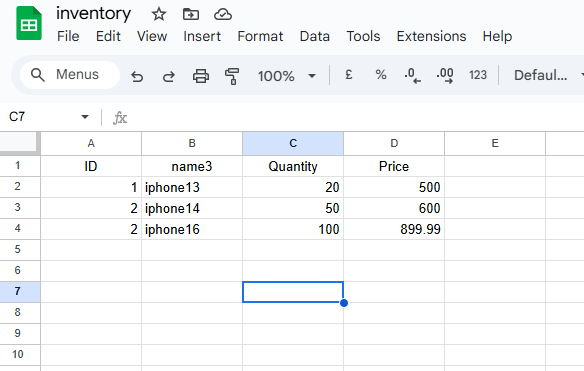 inventory
File Edit View Insert Format Data Tools Extensions Help
Menus 100% £ % .0 .00 123 Defaul...
C7 fx
A B C D E
1 ID name3 Quantity Price
2 1 iphone13 20 500
3 2 iphone14 50 600
4 2 iphone16 100 899.99
5
6
7
8
9
10